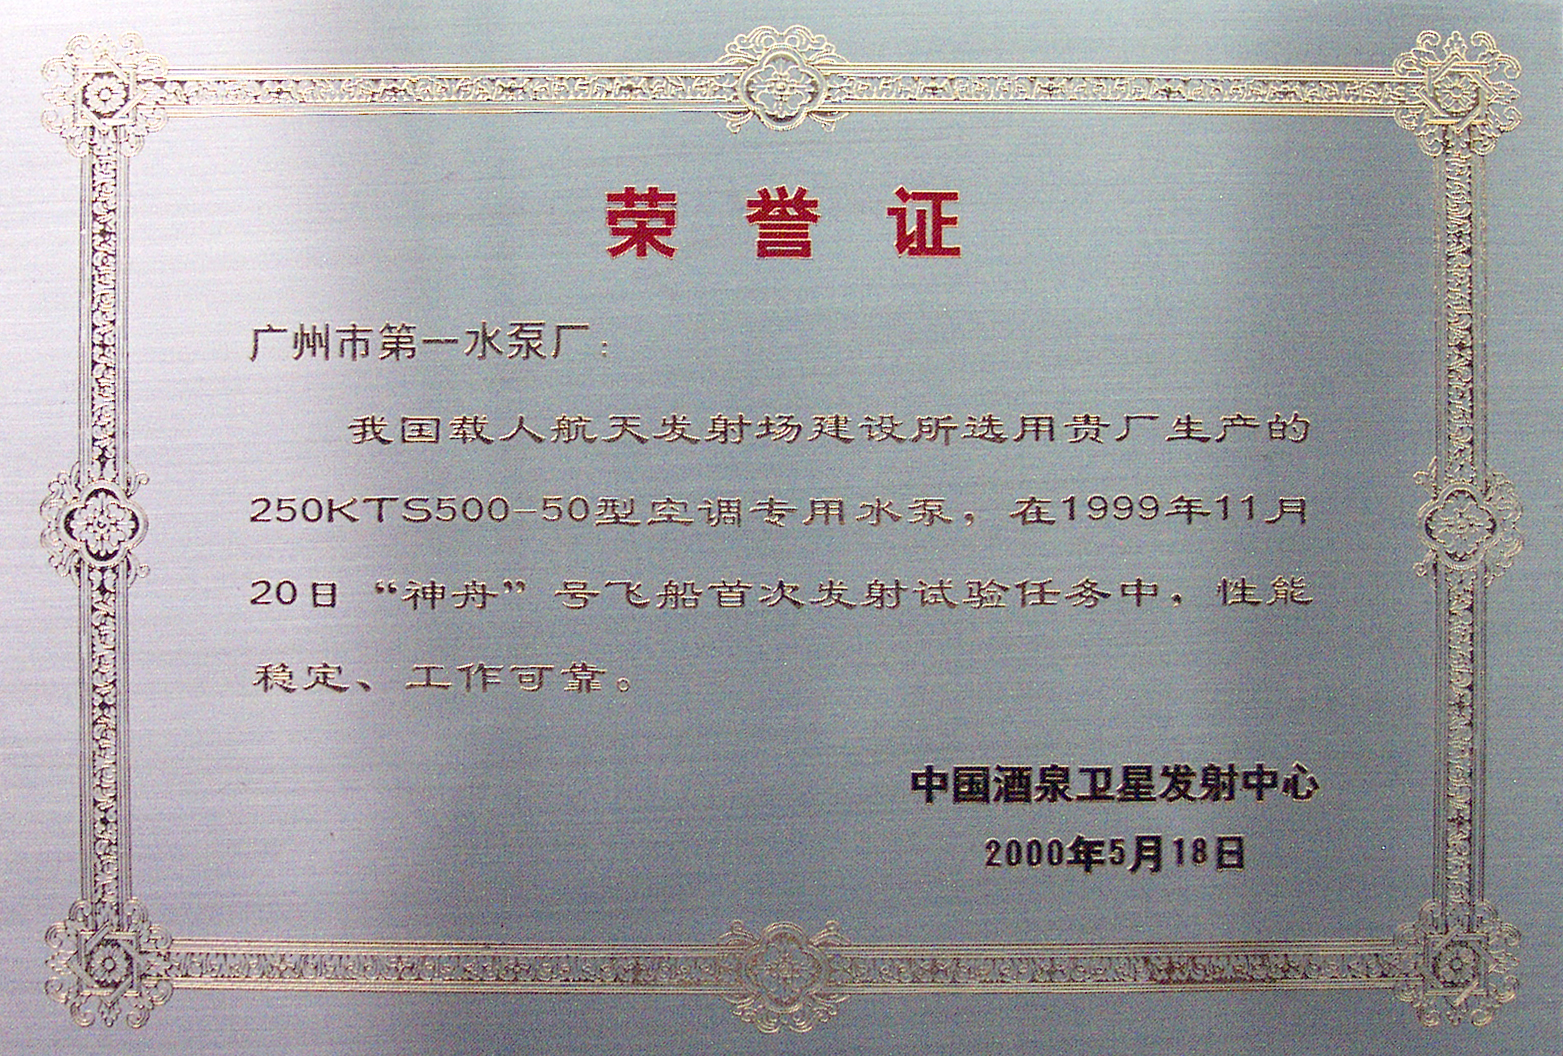 荣誉证
广州市第一水泵厂：
我国载人航天发射场建设所选用贵厂生产的
250KTS500-50型空调专用水泵，在1999年11月
20日“神舟”号飞船首次发射试验任务中，性能
稳定、工作可靠。
中国酒泉卫星发射中心
2000年5月18日